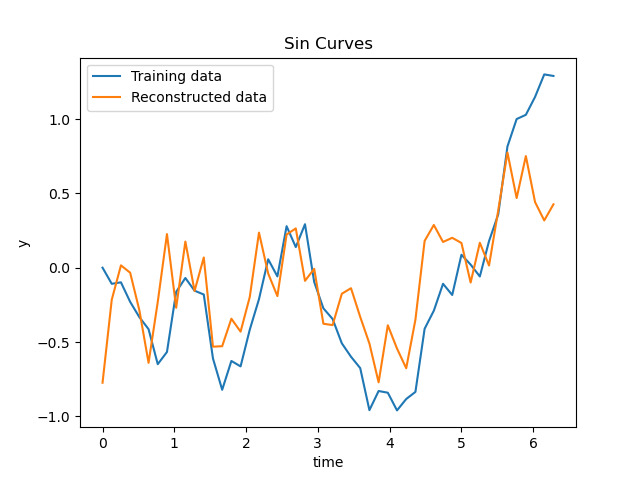 Sin Curves
Training data
Reconstructed data
1.0
0.5
0.0
−0.5
−1.0
y
0 1 2 3 4 5 6
time